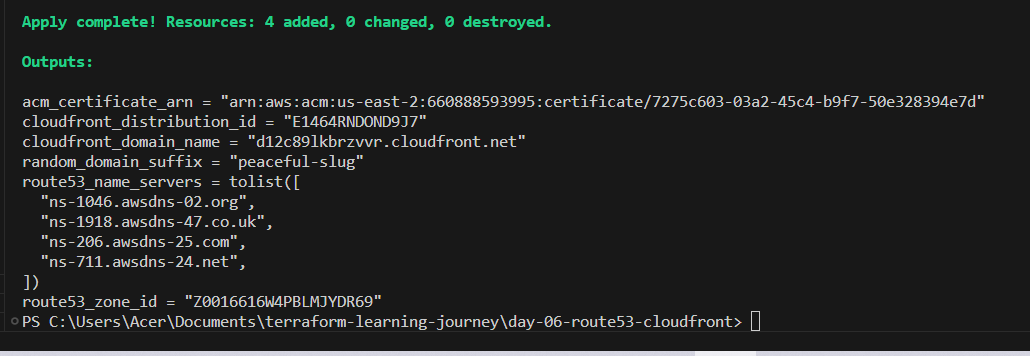 Apply complete! Resources: 4 added, 0 changed, 0 destroyed.
Outputs:
acm_certificate_arn = "arn:aws:acm:us-east-2:660888593995:certificate/7275c603-03a2-45c4-b9f7-50e328394e7d"
cloudfront_distribution_id = "E1464RNDOND9J7"
cloudfront_domain_name = "d12c89lkbrzvvr.cloudfront.net"
random_domain_suffix = "peaceful-slug"
route53_name_servers = tolist([
  "ns-1046.awsdns-02.org",
  "ns-1918.awsdns-47.co.uk",
  "ns-206.awsdns-25.com",
  "ns-711.awsdns-24.net",
])
route53_zone_id = "Z0016616W4PBLMJYDR69"
PS C:\Users\Acer\Documents\terraform-learning-journey\day-06-route53-cloudfront>